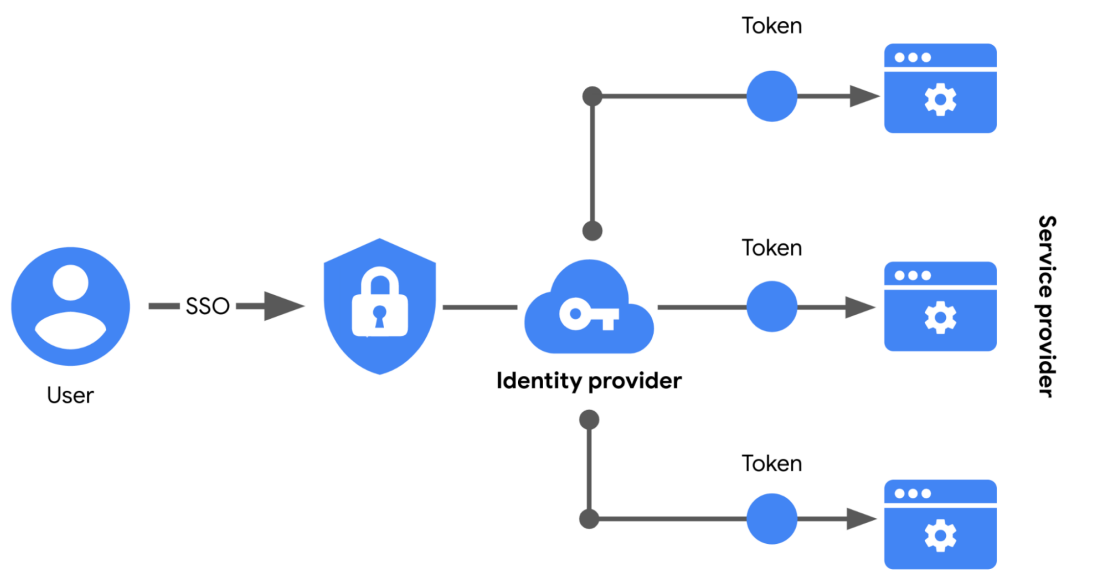 Token
Token
SSO
User
Identity provider
Service provider
Token